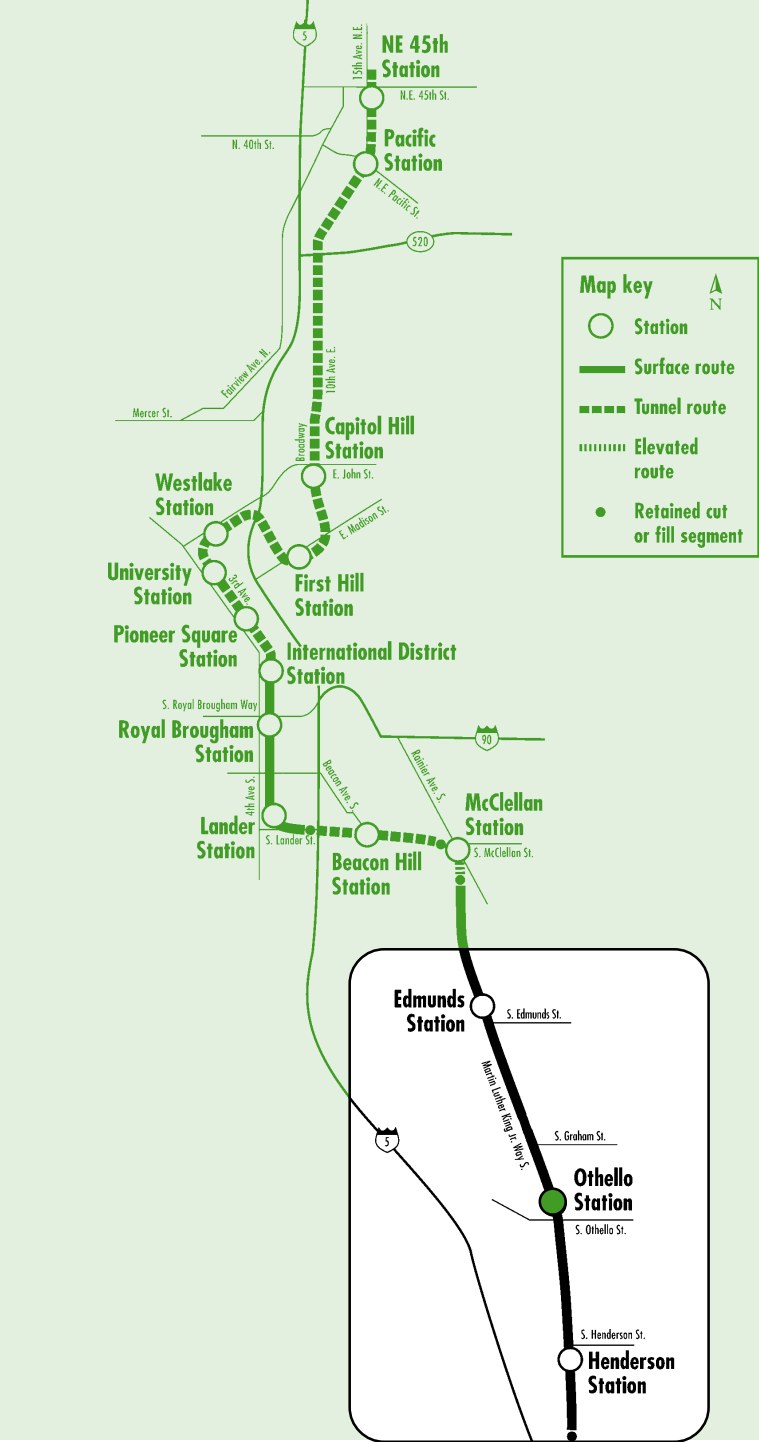 5
15th Ave. N.E.
NE 45th
Station
N.E. 45th St.
N. 40th St.
Pacific
Station
N.E. Pacific St.
520
Map key
N
Station
Surface route
Tunnel route
Elevated
route
Retained cut
or fill segment
Fairview Ave. N.
10th Ave. E.
Mercer St.
Broadway
Capitol Hill
Station
E. John St.
Westlake
Station
E. Madison St.
University
Station
3rd Ave.
First Hill
Station
Pioneer Square
Station
International District
Station
S. Royal Brougham Way
Royal Brougham
Station
90
Rainier Ave. S.
Beacon Ave. S.
4th Ave S.
McClellan
Station
Lander
Station
S. Lander St.
S. McClellan St.
Beacon Hill
Station
Edmunds
Station
S. Edmunds St.
Martin Luther King Jr. Way S.
5
S. Graham St.
Othello
Station
S. Othello St.
S. Henderson St.
Henderson
Station